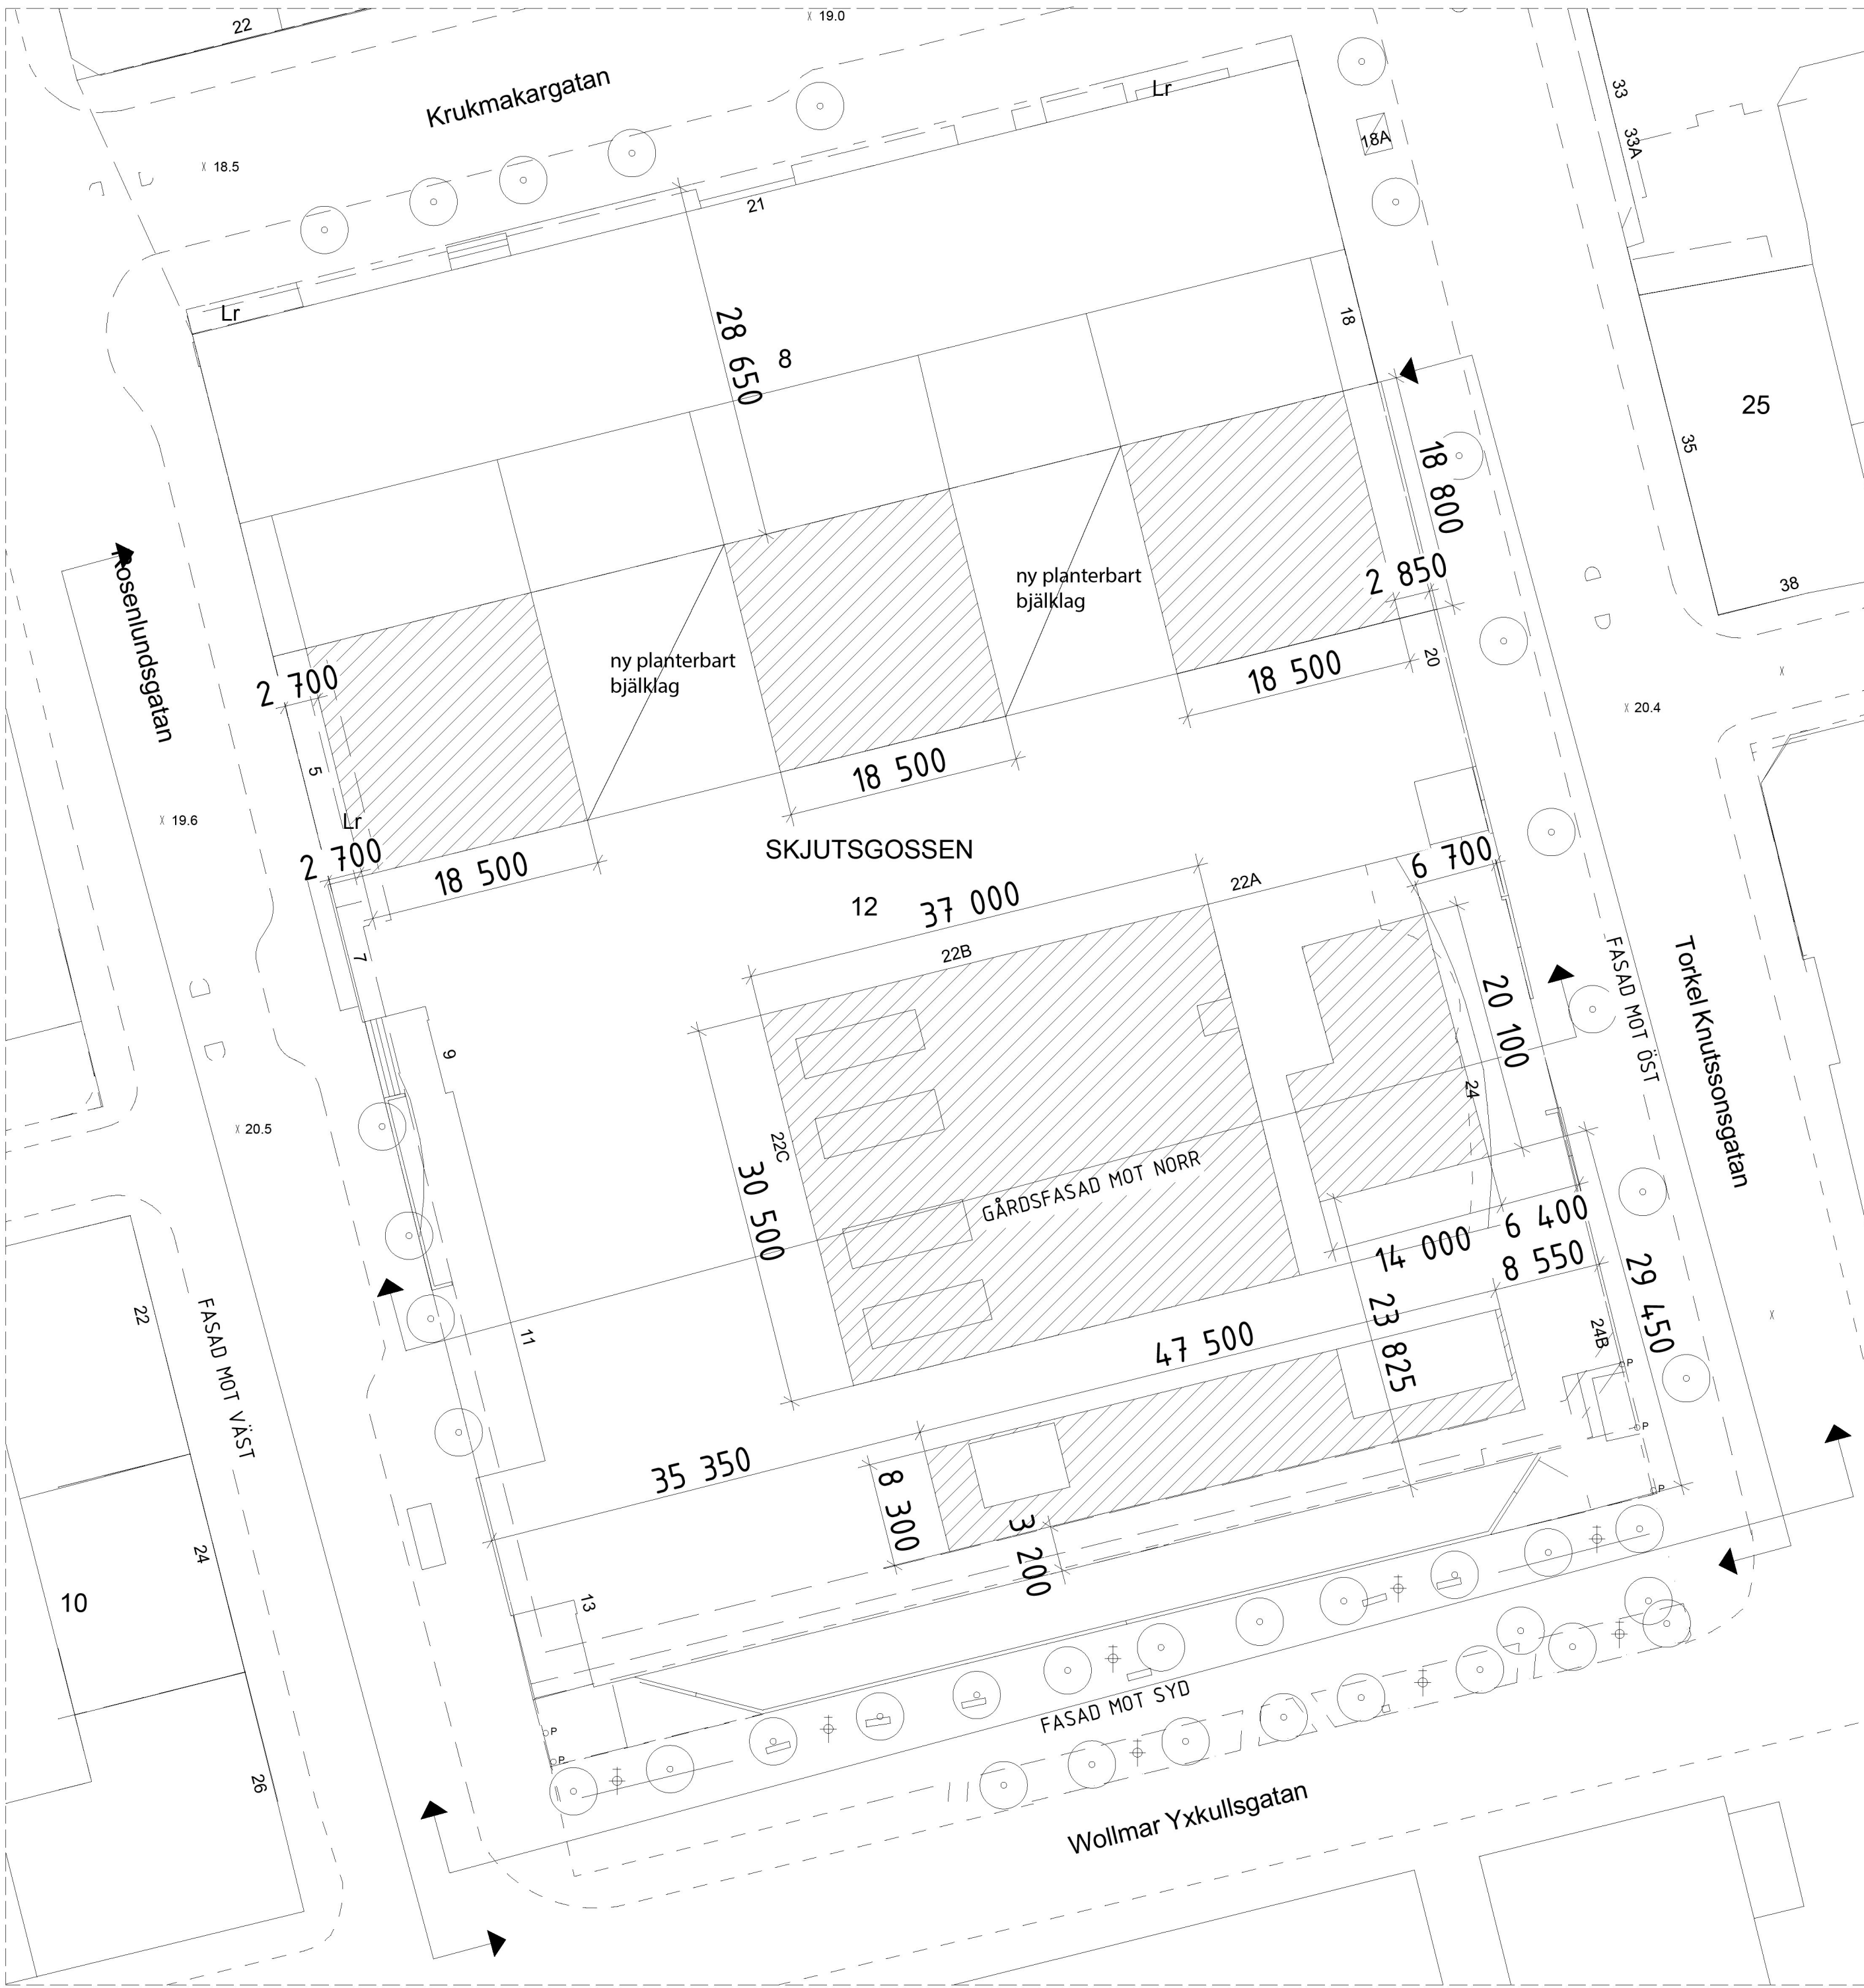 22
19.0
Krukmakargatan
Lr
33
18A
33A
18.5
21
Lr
28 650
8
18
25
35
18 800
Rosenlundsgatan
ny planterbart
bjälklag
2 850
38
ny planterbart
bjälklag
20
18 500
2 700
20.4
5
18 500
19.6
Lr
SKJUTSGOSSEN
2 700
18 500
6 700
22A
12
37 000
22B
7
FASAD MOT ÖST
Torkel Knutssonsgatan
20 100
9
24
20.5
22C
30 500
GÅRDSFASAD MOT NORR
6 400
14 000
8 550
29 450
22
FASAD MOT VÄST
11
23 825
47 500
24B
P
P
35 350
8 300
P
24
3 200
10
13
FASAD MOT SYD
P
P
26
Wollmar Yxkullsgatan